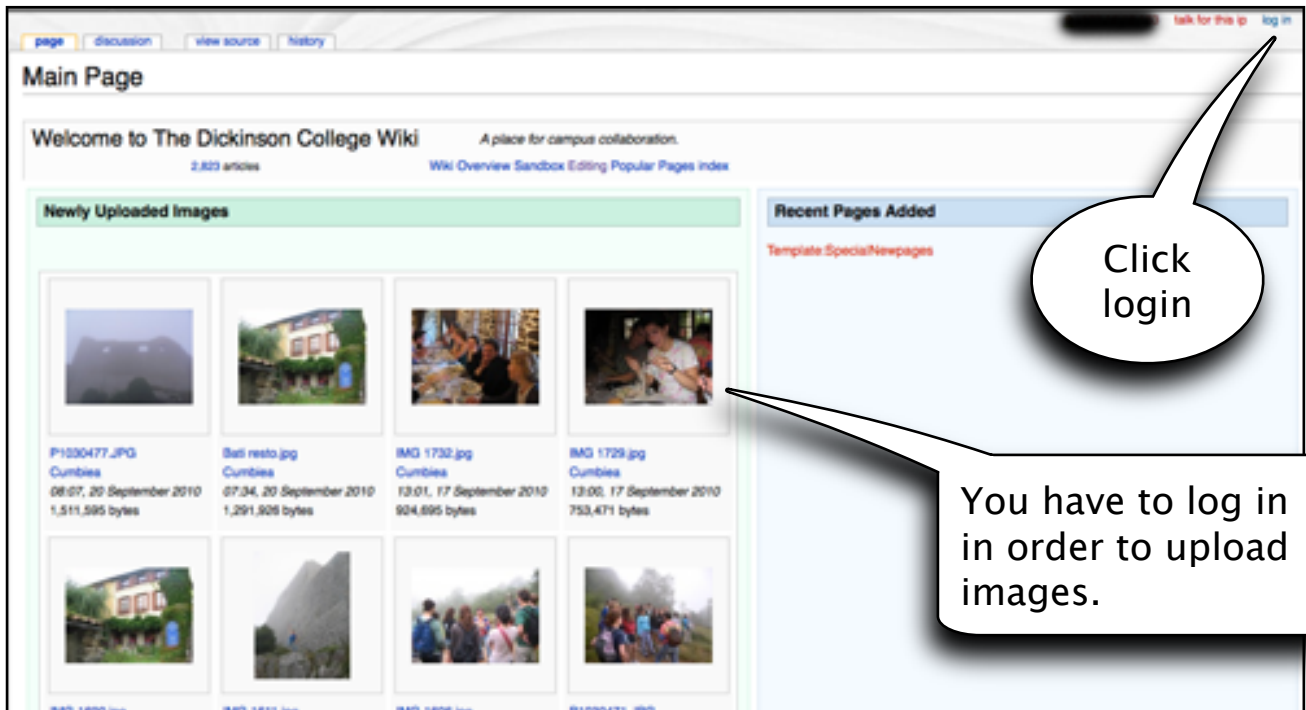 talk for this ip log in
page discussion view source history
Main Page
Welcome to The Dickinson College Wiki A place for campus collaboration.
2,823 articles Wiki Overview Sandbox Editing Popular Pages index
Newly Uploaded Images Recent Pages Added
Template:SpecialNewpages
Click
login
P1030477.JPG Bati resto.jpg IMG 1732.jpg IMG 1729.jpg
Cumbiea Cumbiea Cumbiea Cumbiea
08:07, 20 September 2010 07:34, 20 September 2010 13:01, 17 September 2010 13:00, 17 September 2010
1,511,595 bytes 1,291,926 bytes 924,695 bytes 753,471 bytes
You have to log in
in order to upload
images.